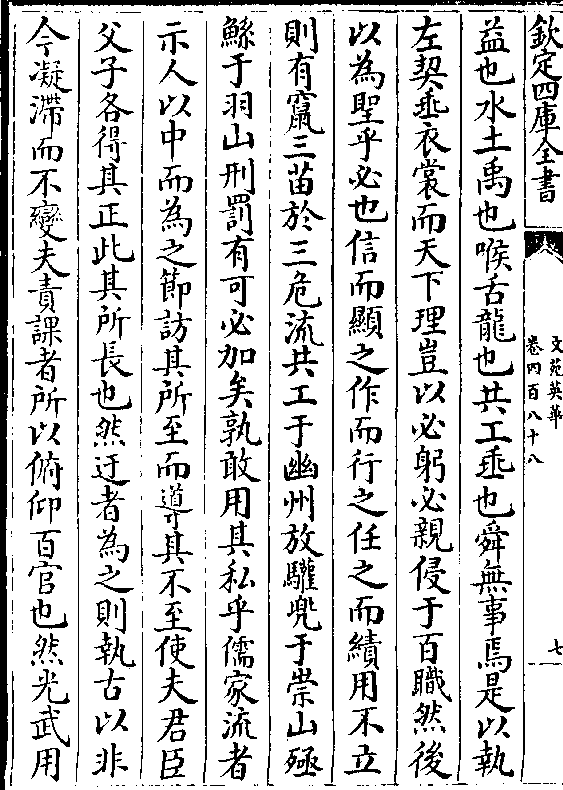 欽定四庫全書
文苑英華
卷四百八十八
七
益也水土禹也喉舌龍也共工垂也舜無事焉是以執
左契垂衣裳而天下理豈以必躬必親侵于百職然後
以為聖乎必也信而顯之作而行之任之而績用不立
則有竄三苗於三危流共工于幽州放驩兜于崇山殛
鯀于羽山刑罰有可必加矣孰敢用其私乎儒家流者
示人以中而為之節訪其所至而導其不至使夫君臣
父子各得其正此其所長也然迂者為之則執古以非
今凝滯而不變夫責課者所以俯仰百官也然光武用